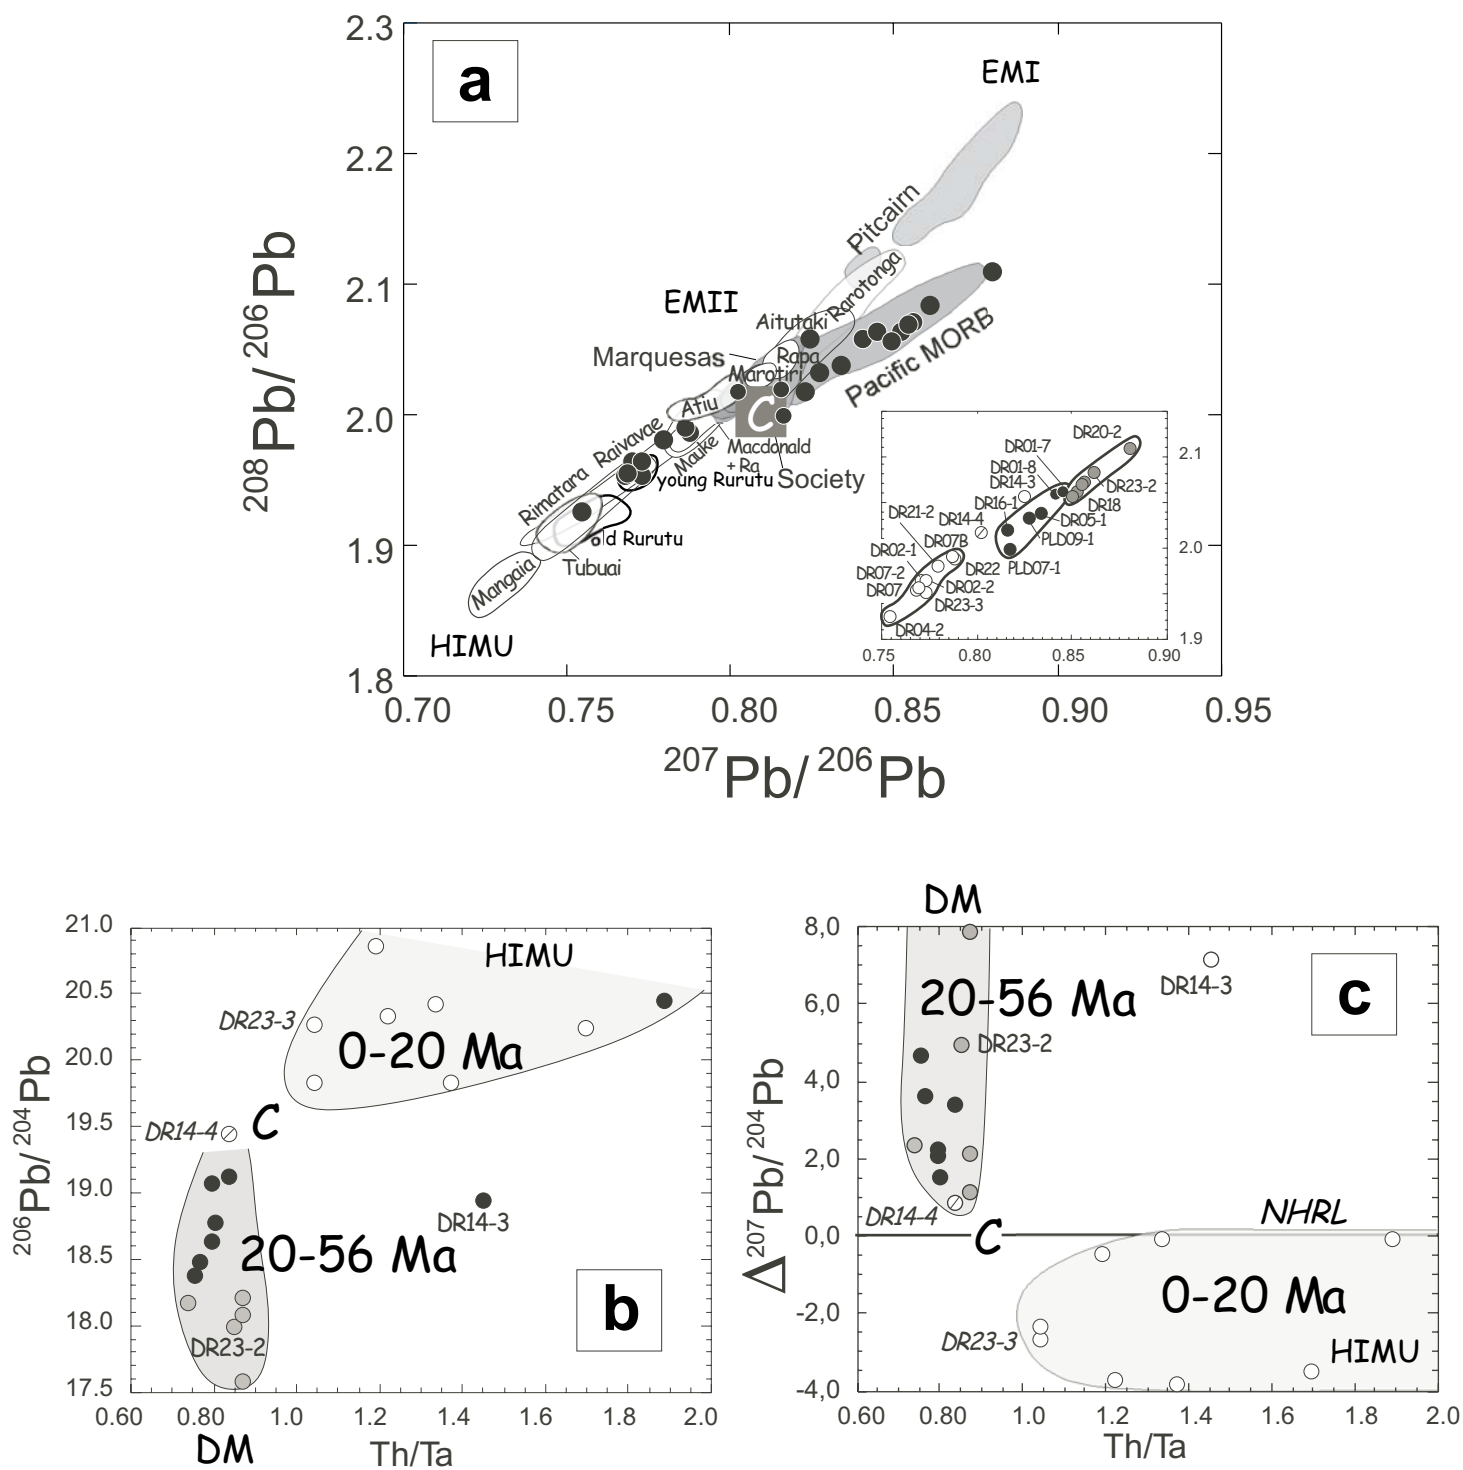 a
2.3
2.2
2.1
2.0
1.9
1.8
208Pb/ 206Pb
EMI
Pitcairn
Rarotonga
EMII
Aitutaki
Marquesas
Rapa
Marotiri
Pacific MORB
Atiu
C
Raivavae
Mauke
Macdonald
+ Ra
Society
young Rurutu
Rimatara
old Rurutu
Tubuai
Mangaia
HIMU
0.70 0.75 0.80 0.85 0.90 0.95
207Pb/ 206Pb
DR20-2
DR01-7
2.1
DR01-8
DR14-3
DR23-2
DR16-1
DR18
DR21-2
DR14-4
DR05-1
PLD09-1
DR07B
2.0
DR02-1
DR22
PLD07-1
DR07-2
DR07
DR02-2
DR23-3
DR04-2
1.9
0.75 0.80 0.85 0.90
21.0
20.5
20.0
19.5
19.0
18.5
18.0
17.5
206Pb/ 204Pb
HIMU
DR23-3
0-20 Ma
C
DR14-4
DR14-3
20-56 Ma
DR23-2
b
0.60 0.80 1.0 1.2 1.4 1.6 1.8 2.0
DM
Th/Ta
DM
8,0
6,0
4,0
2,0
0,0
-2,0
-4,0
Δ207Pb/ 204Pb
20-56 Ma
DR14-3
c
DR23-2
DR14-4
C
NHRL
0-20 Ma
DR23-3
HIMU
0.60 0.80 1.0 1.2 1.4 1.6 1.8 2.0
Th/Ta